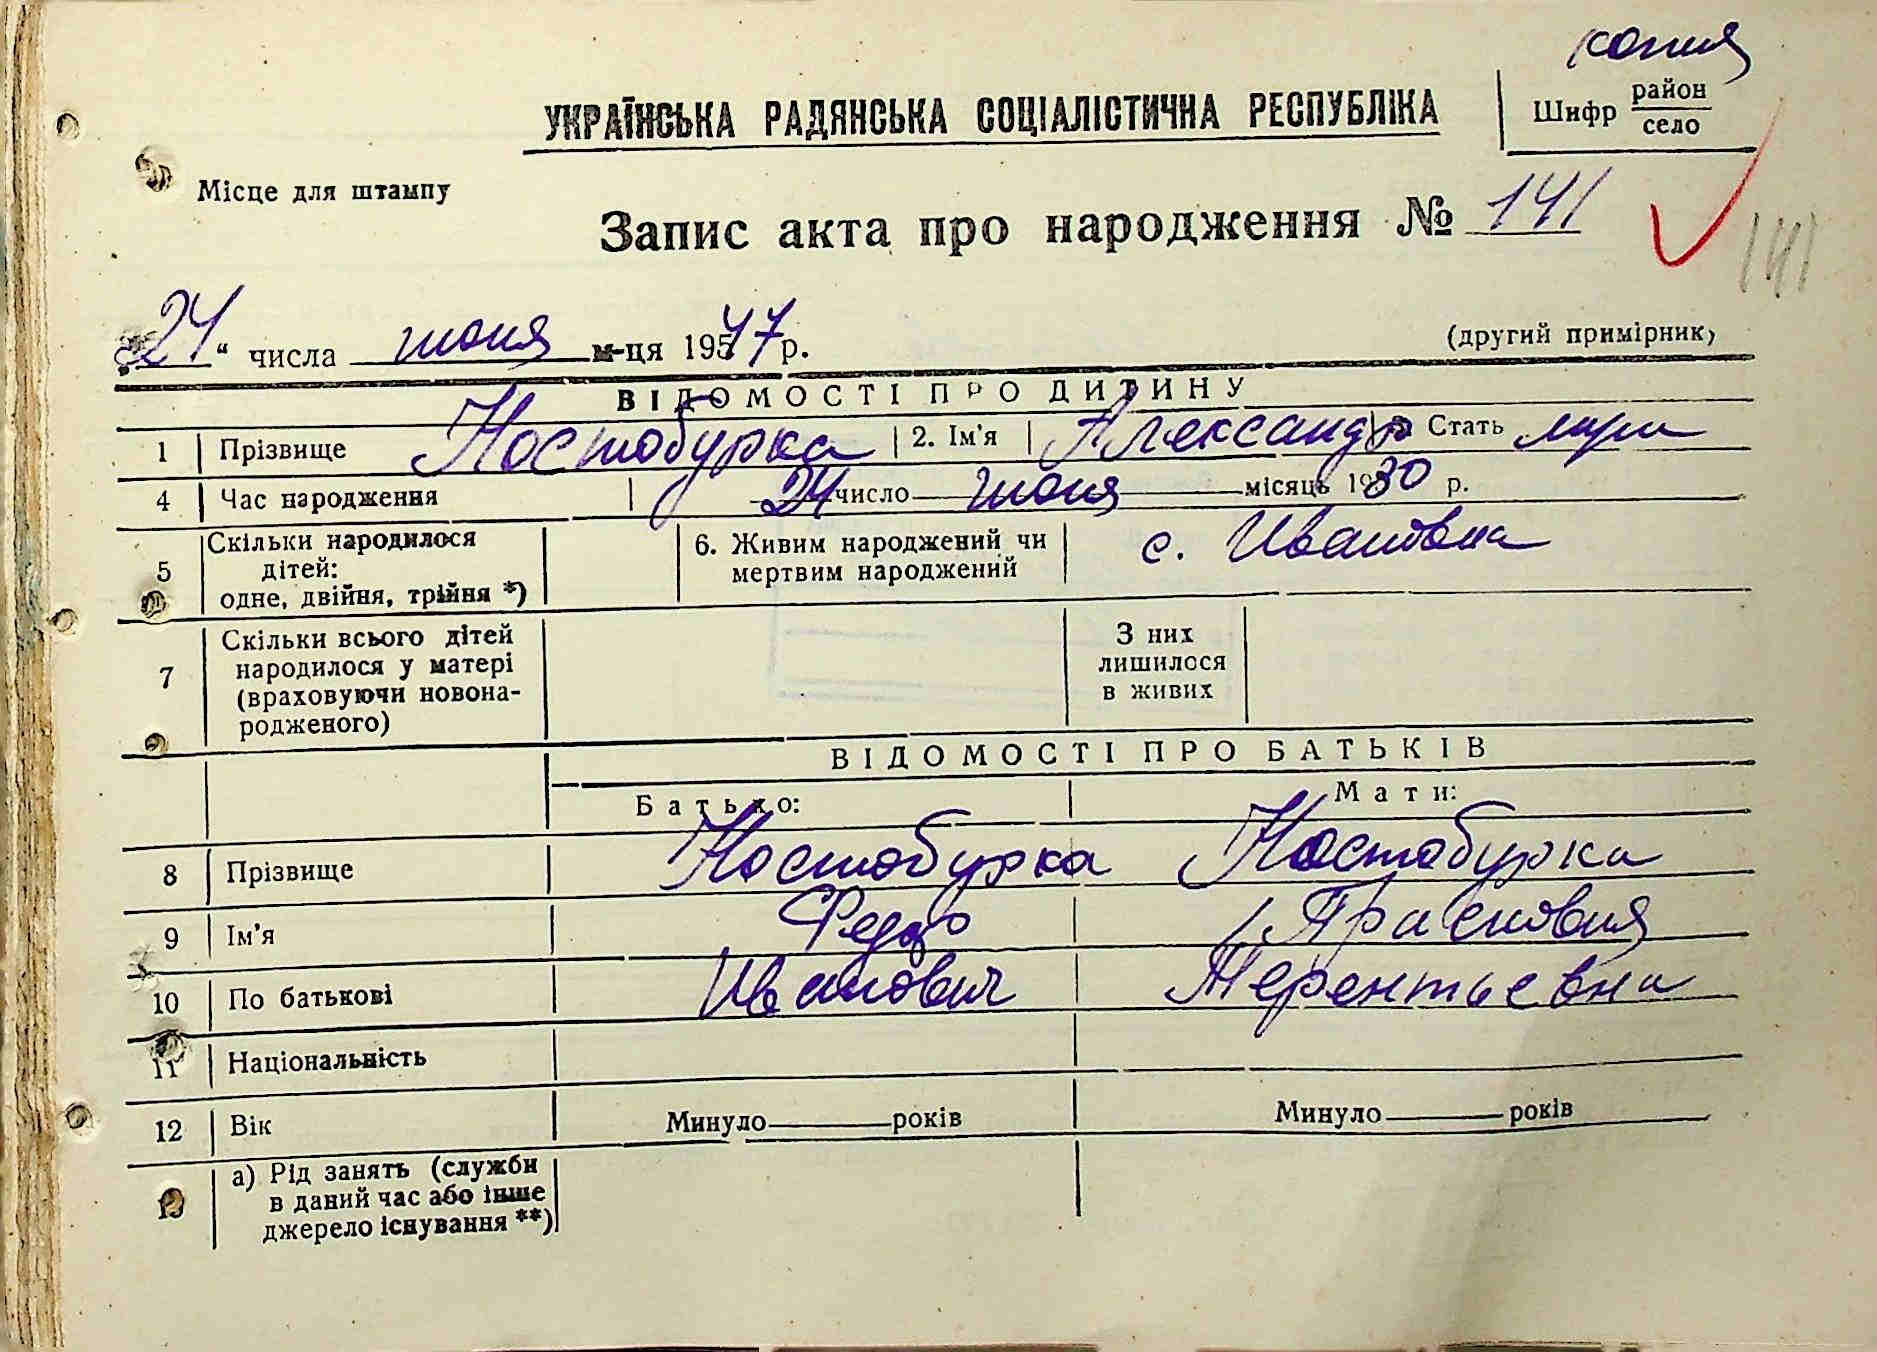 копия
УКРАЇНСЬКА РАДЯНСЬКА СОЦІАЛІСТИЧНА РЕСПУБЛІКА
Шифр район
село
Місце для штампу
Запис акта про народження № 141
141
24 " числа июня м-ця 1947 р.
(другий примірник)
ВІДОМОСТІ ПРО ДИТИНУ
1 Прізвище Костобурка 2. Ім'я Александр 3 Стать муж
4 Час народження 24 число июня місяць 1930 р.
5 Скільки народилося дітей: одне, двійня, трійня *) 6. Живим народжений чи мертвим народжений с. Ивановка
7 Скільки всього дітей народилося у матері (враховуючи новона-родженого) З них лишилося в живих
ВІДОМОСТІ ПРО БАТЬКІВ
Батько: Мати:
8 Прізвище Костобурка Костобурка
9 Ім'я Федор Прасковия
10 По батькові Иванович Терентьевна
11 Національність
12 Вік Минуло років Минуло років
13 а) Рід занять (служби в даний час або інше джерело існування **)